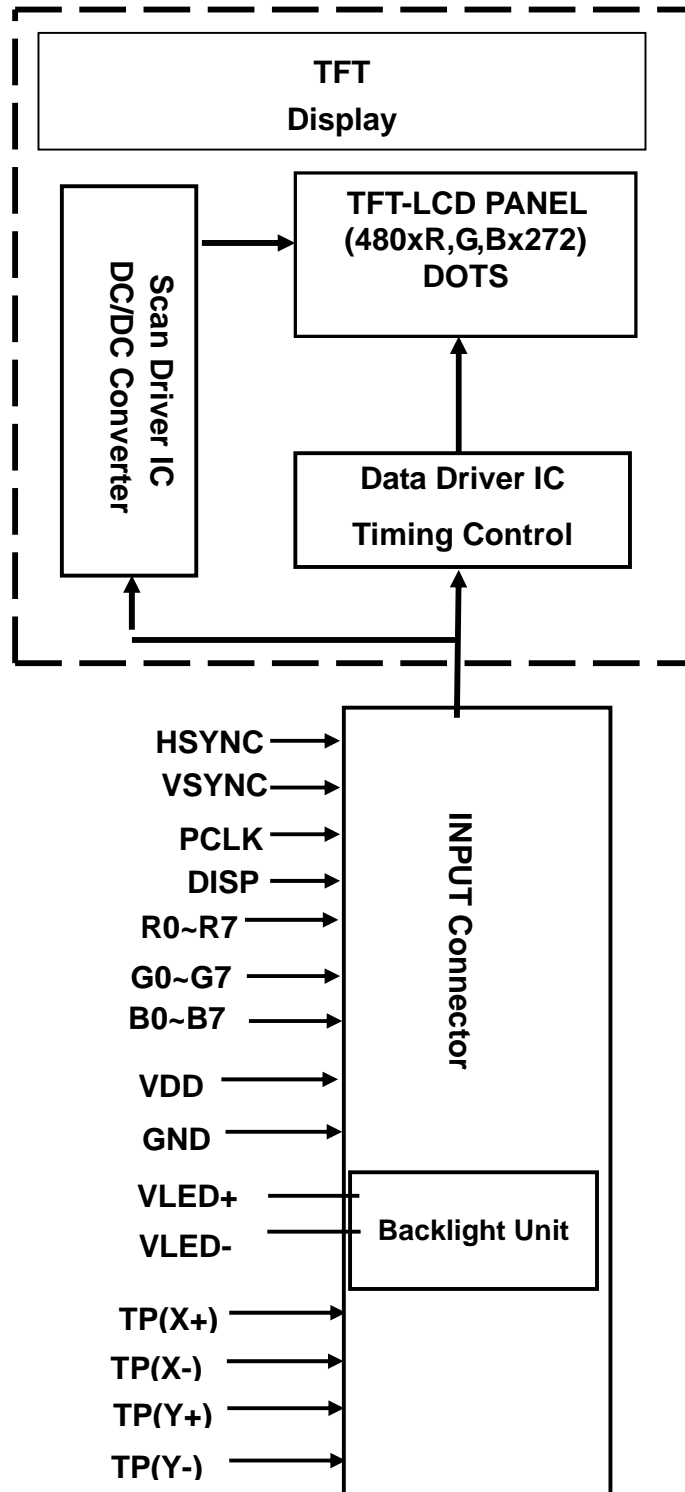 TFT
Display
TFT-LCD PANEL
(480xR,G,Bx272)
DOTS
Scan Driver IC
DC/DC Converter
Data Driver IC
Timing Control
HSYNC
VSYNC
PCLK
DISP
R0~R7
G0~G7
B0~B7
VDD
GND
VLED+
VLED-
TP(X+)
TP(X-)
TP(Y+)
TP(Y-)
INPUT Connector
Backlight Unit